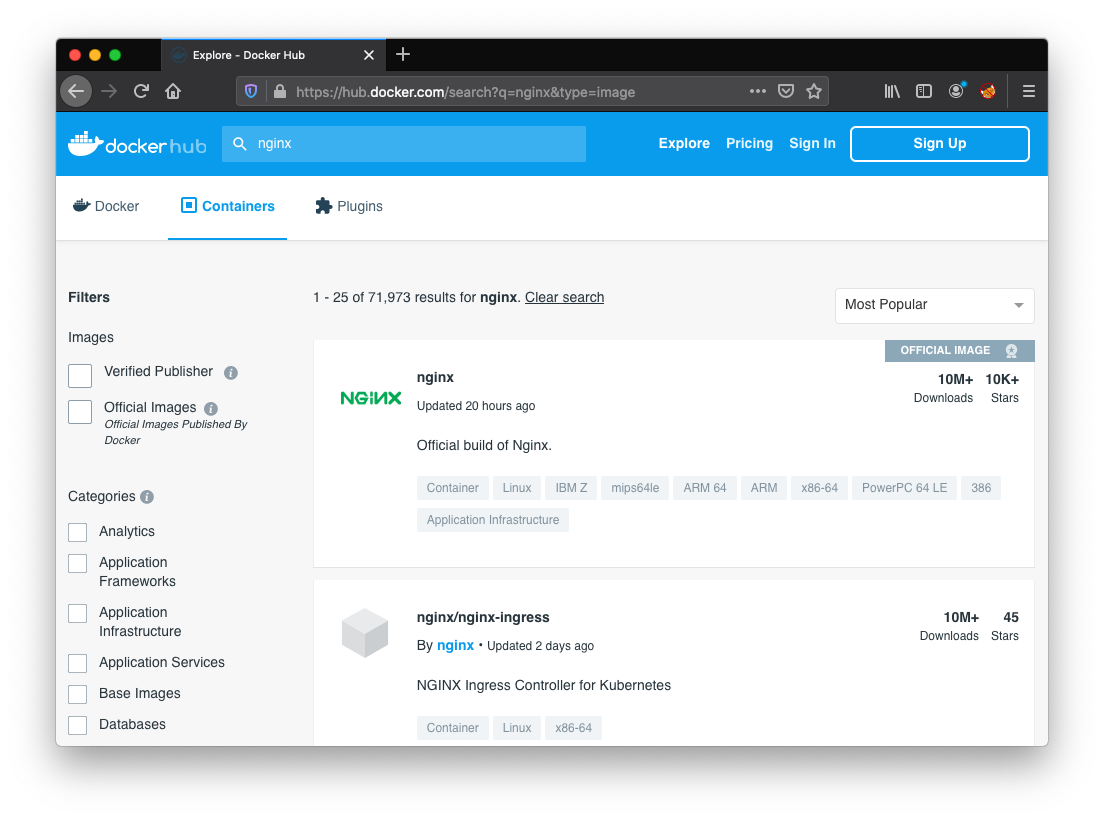 Explore - Docker Hub
https://hub.docker.com/search?q=nginx&type=image
docker hub
nginx
Explore Pricing Sign In Sign Up
Docker Containers Plugins
Filters
Images
Verified Publisher
Official Images
Official Images Published By
Docker
Categories
Analytics
Application
Frameworks
Application
Infrastructure
Application Services
Base Images
Databases
1 - 25 of 71,973 results for nginx. Clear search
Most Popular
OFFICIAL IMAGE
NGINX
nginx
10M+ 10K+
Downloads Stars
Updated 20 hours ago
Official build of Nginx.
Container Linux IBM Z mips64le ARM 64 ARM x86-64 PowerPC 64 LE 386
Application Infrastructure
nginx/nginx-ingress
10M+ 45
Downloads Stars
By nginx • Updated 2 days ago
NGINX Ingress Controller for Kubernetes
Container Linux x86-64